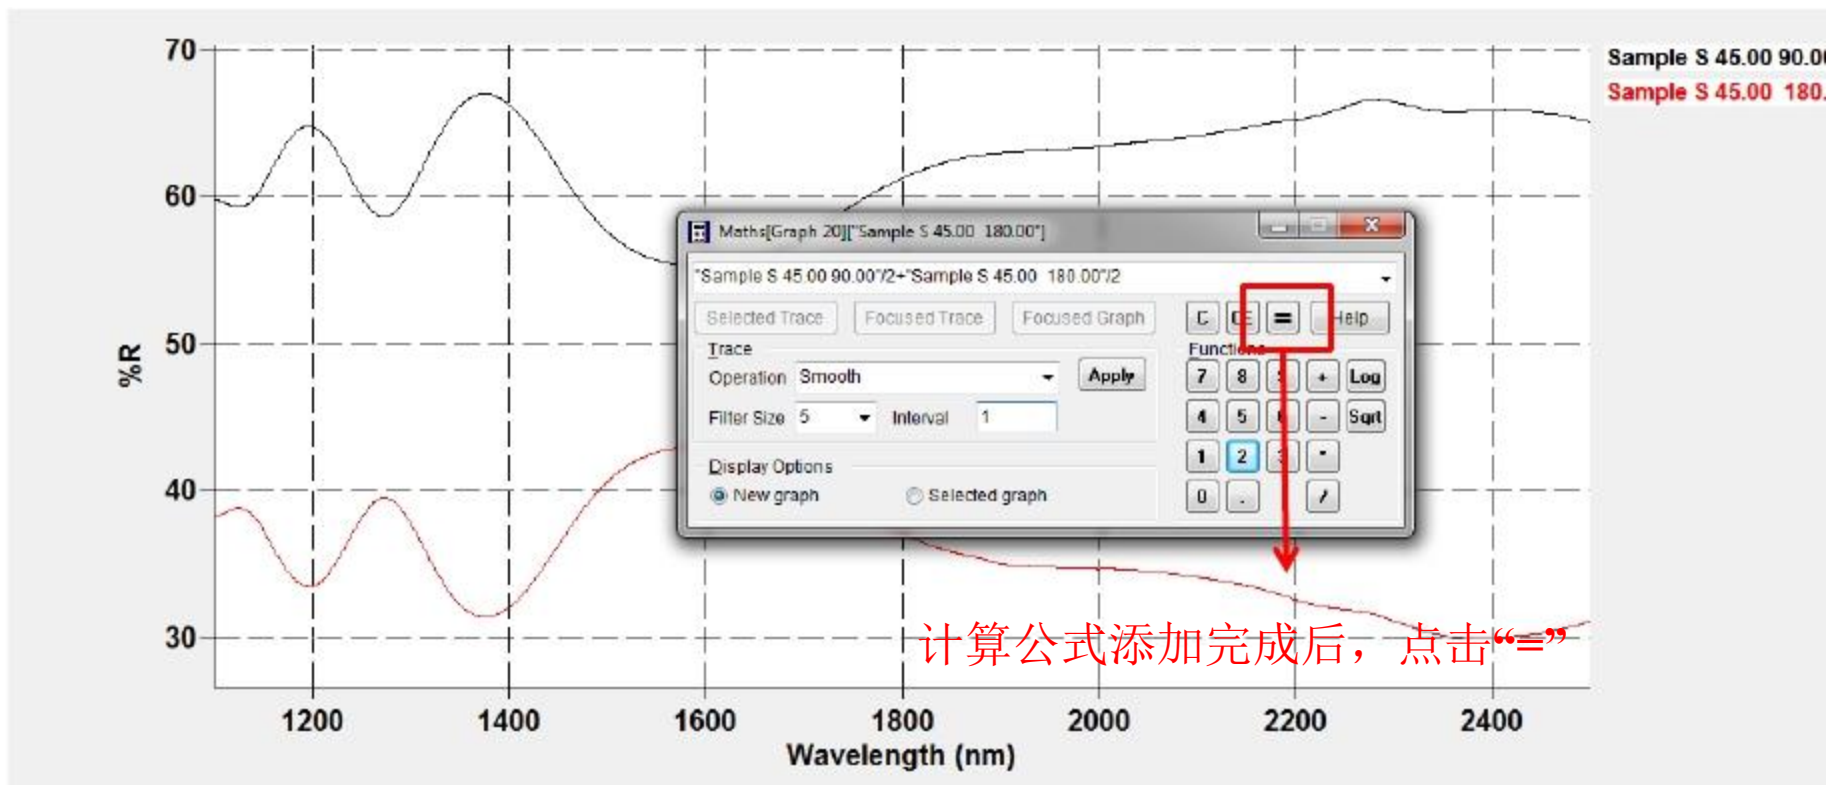 70
60
50
40
30
%R
1200 1400 1600 1800 2000 2200 2400
Wavelength (nm)
Sample S 45.00 90.00
Sample S 45.00 180.
Maths[Graph 20]["Sample S 45.00 180.00"]
"Sample S 45.00 90.00"/2+"Sample S 45.00 180.00"/2
Selected Trace Focused Trace Focused Graph
C CE = Help
Trace
Operation Smooth Apply
Filter Size 5 Interval 1
Display Options
New graph Selected graph
Functions
7 8 9 + Log
4 5 6 - Sqrt
1 2 3 *
0 . /
计算公式添加完成后，点击“=”